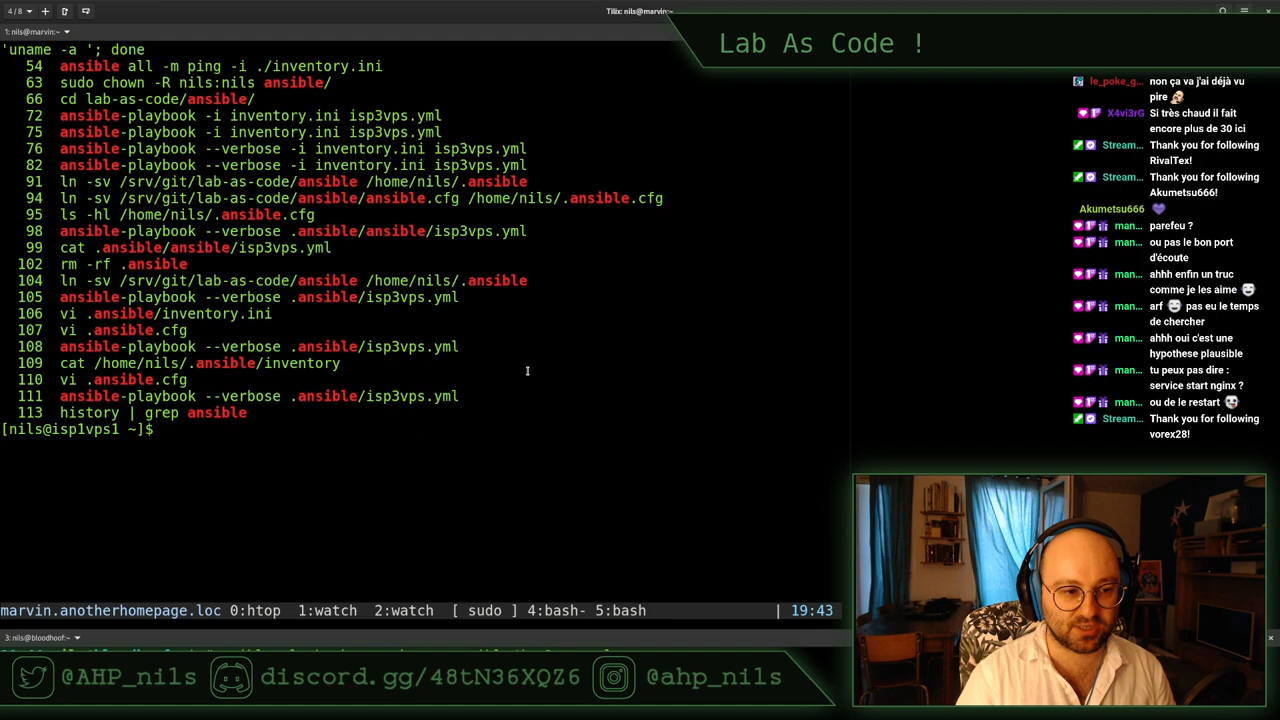 4 / 8
Tilix: nils@marvin:~
1: nils@marvin:~
'uname -a '; done
54 ansible all -m ping -i ./inventory.ini
63 sudo chown -R nils:nils ansible/
66 cd lab-as-code/ansible/
72 ansible-playbook -i inventory.ini isp3vps.yml
75 ansible-playbook -i inventory.ini isp3vps.yml
76 ansible-playbook --verbose -i inventory.ini isp3vps.yml
82 ansible-playbook --verbose -i inventory.ini isp3vps.yml
91 ln -sv /srv/git/lab-as-code/ansible /home/nils/.ansible
94 ln -sv /srv/git/lab-as-code/ansible/ansible.cfg /home/nils/.ansible.cfg
95 ls -hl /home/nils/.ansible.cfg
98 ansible-playbook --verbose .ansible/ansible/isp3vps.yml
99 cat .ansible/ansible/isp3vps.yml
102 rm -rf .ansible
104 ln -sv /srv/git/lab-as-code/ansible /home/nils/.ansible
105 ansible-playbook --verbose .ansible/isp3vps.yml
106 vi .ansible/inventory.ini
107 vi .ansible.cfg
108 ansible-playbook --verbose .ansible/isp3vps.yml
109 cat /home/nils/.ansible/inventory
110 vi .ansible.cfg
111 ansible-playbook --verbose .ansible/isp3vps.yml
113 history | grep ansible
[nils@isp1vps1 ~]$
marvin.anotherhomepage.loc 0:htop 1:watch 2:watch [ sudo ] 4:bash- 5:bash | 19:43
3: nils@bloodhoof:~
Lab As Code !
le_poke_g... non ça va j'ai déjà vu
pire
X4vi3rG Si très chaud il fait
encore plus de 30 ici
Stream... Thank you for following
RivalTex!
Stream... Thank you for following
Akumetsu666!
Akumetsu666
man... parefeu ?
man... ou pas le bon port
d'écoute
man... ahhh enfin un truc
comme je les aime
man... arf pas eu le temps
de chercher
man... ahhh oui c'est une
hypothese plausible
man... tu peux pas dire :
service start nginx ?
man... ou de le restart
Stream... Thank you for following
vorex28!
@AHP_nils discord.gg/48tN36XQZ6 @ahp_nils